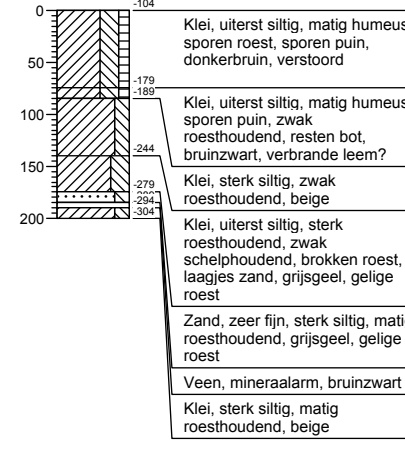 0
-104
Klei, uiterst siltig, matig humeus
sporen roest, sporen puin,
donkerbruin, verstoord
50
-179
-189
Klei, uiterst siltig, matig humeus
sporen puin, zwak
roesthoudend, resten bot,
bruinzwart, verbrande leem?
100
-244
150
Klei, sterk siltig, zwak
roesthoudend, beige
-279
-294
-304
200
Klei, uiterst siltig, sterk
roesthoudend, zwak
schelphoudend, brokken roest,
laagjes zand, grijsgeel, gelige
roest
Zand, zeer fijn, sterk siltig, mati
roesthoudend, grijsgeel, gelige
roest
Veen, mineraalarm, bruinzwart
Klei, sterk siltig, matig
roesthoudend, beige